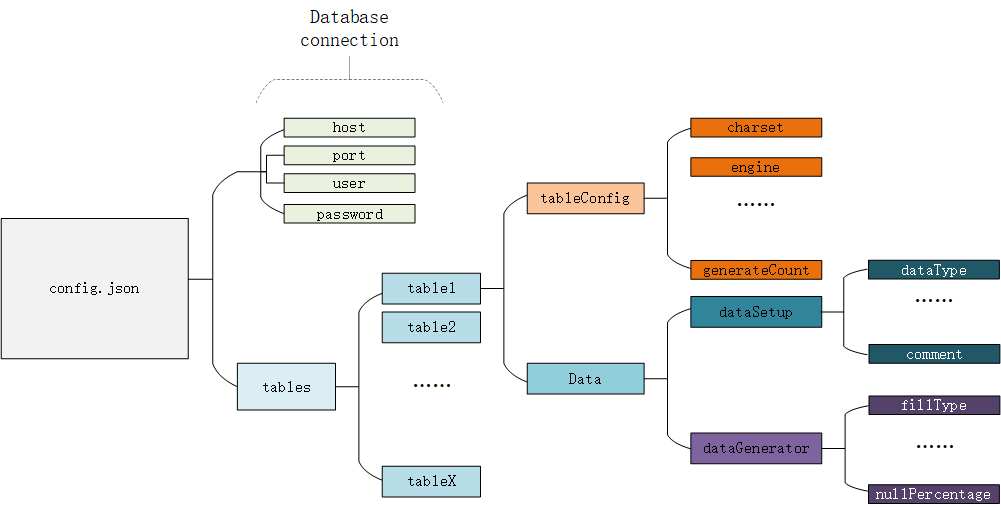 Database
connection
host
port
user
password
config.json
tables
table1
table2
……
tableX
tableConfig
Data
charset
engine
……
generateCount
dataSetup
dataGenerator
dataType
……
comment
fillType
……
nullPercentage